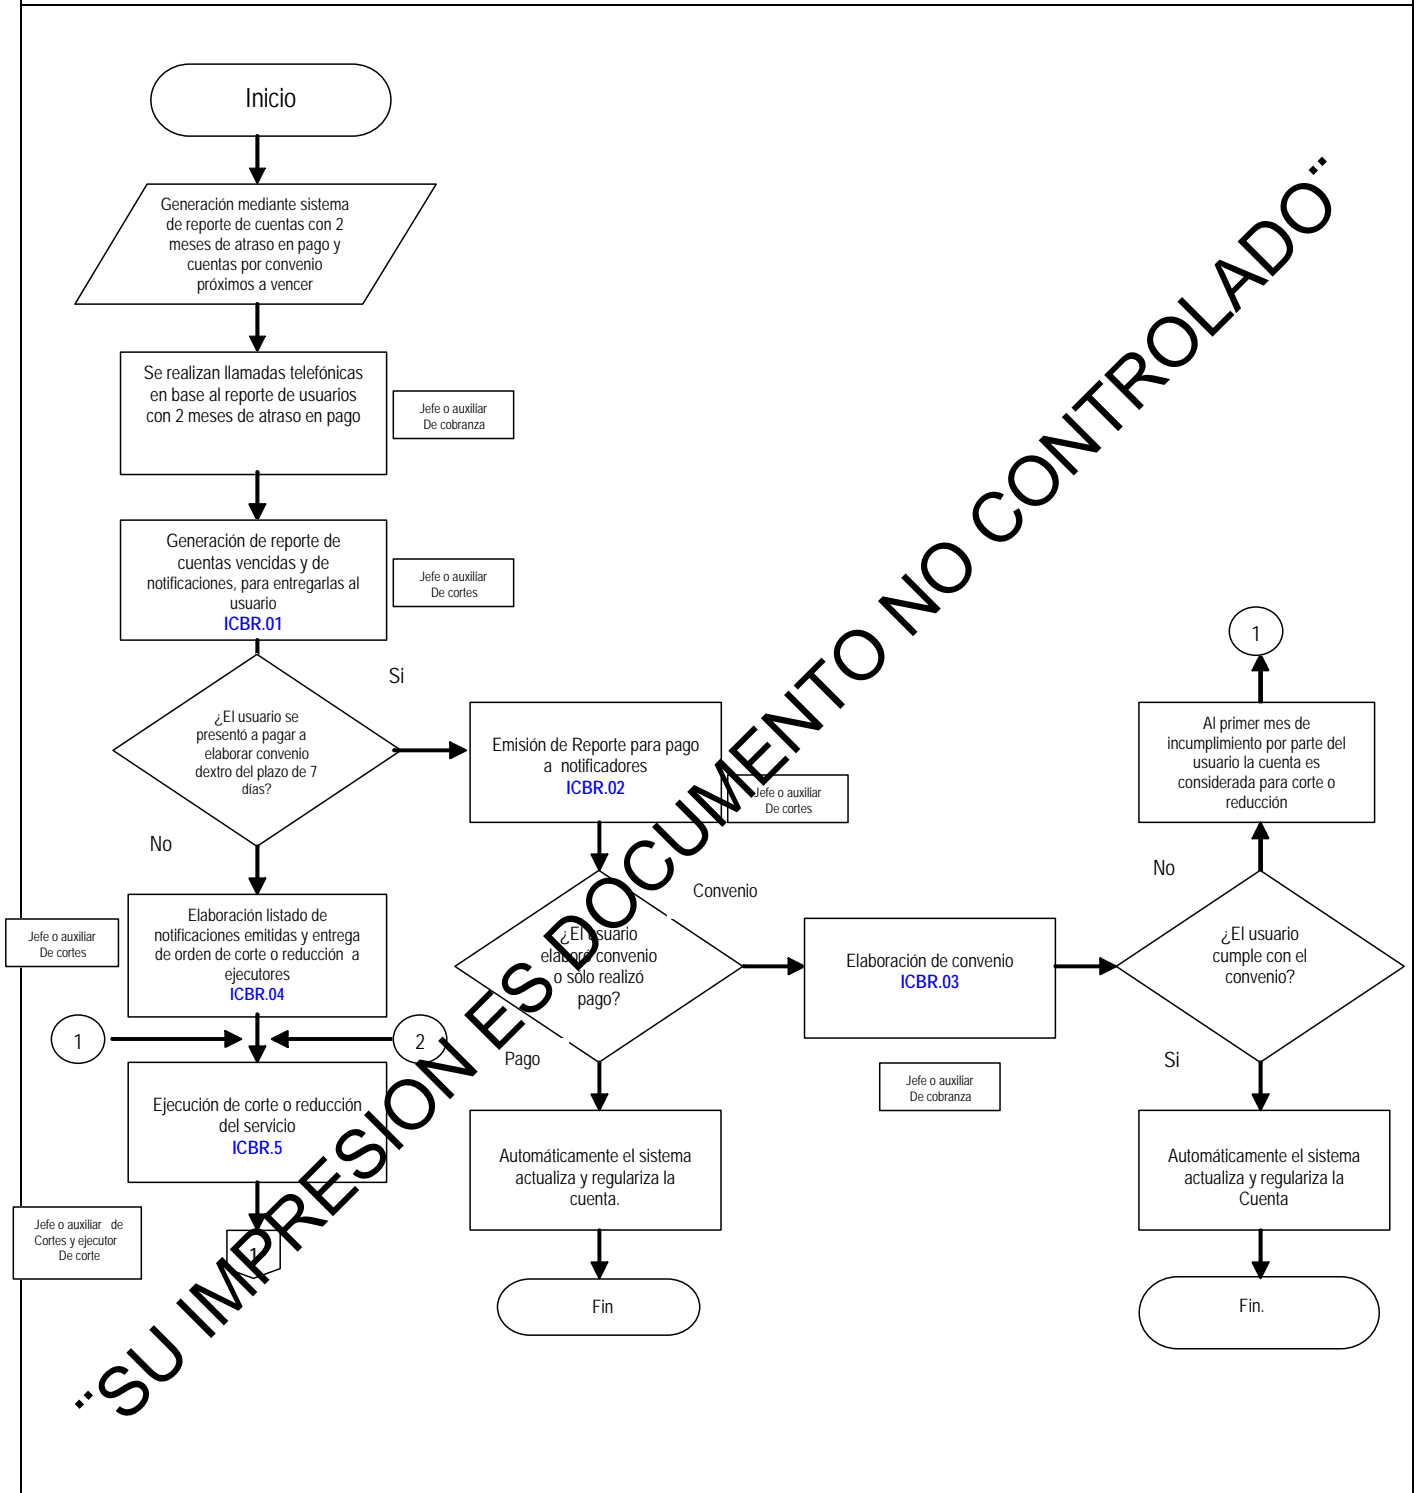 Inicio
Generación mediante sistema
de reporte de cuentas con 2
meses de atraso en pago y
cuentas por convenio
próximos a vencer
Se realizan llamadas telefónicas
en base al reporte de usuarios
con 2 meses de atraso en pago
Jefe o auxiliar
De cobranza
Generación de reporte de
cuentas vencidas y de
notificaciones, para entregarlas al
usuario
ICBR.01
Jefe o auxiliar
De cortes
Si
¿El usuario se
presentó a pagar a
elaborar convenio
dextro del plazo de 7
días?
No
Emisión de Reporte para pago
a notificadores
ICBR.02
Jefe o auxiliar
De cortes
Elaboración listado de
notificaciones emitidas y entrega
de orden de corte o reducción a
ejecutores
ICBR.04
Jefe o auxiliar
De cortes
1
2
Ejecución de corte o reducción
del servicio
ICBR.5
Jefe o auxiliar de
Cortes y ejecutor
De corte
1
Convenio
¿El usuario
elaboró convenio
o sólo realizó
pago?
Pago
Automáticamente el sistema
actualiza y regulariza la
cuenta.
Fin
Elaboración de convenio
ICBR.03
Jefe o auxiliar
De cobranza
1
Al primer mes de
incumplimiento por parte del
usuario la cuenta es
considerada para corte o
reducción
No
¿El usuario
cumple con el
convenio?
Si
Automáticamente el sistema
actualiza y regulariza la
Cuenta
Fin.
¨SU IMPRESION ES DOCUMENTO NO CONTROLADO¨